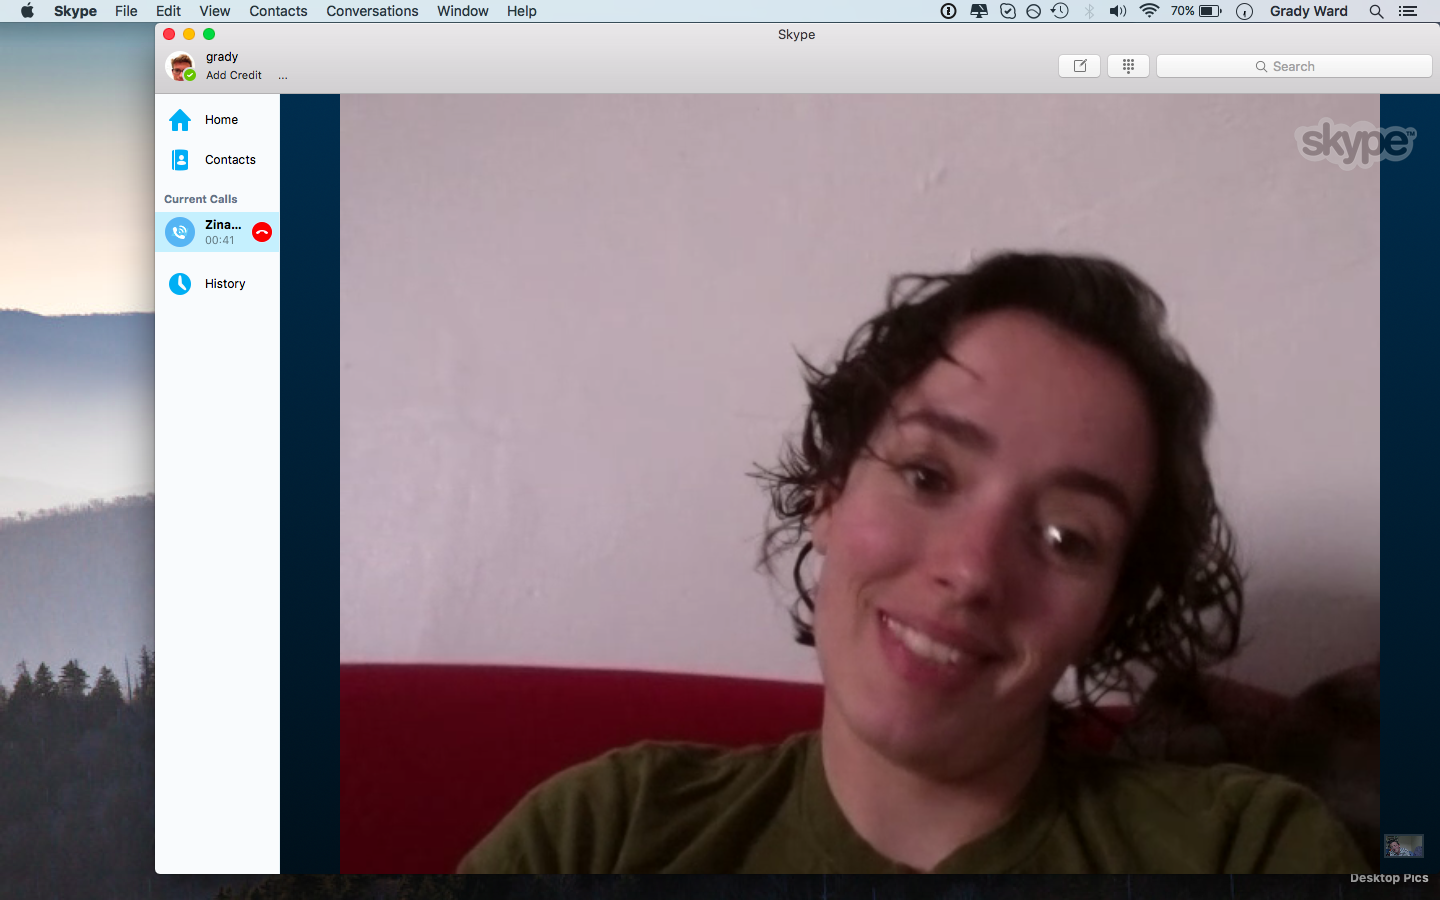 Skype File Edit View Contacts Conversations Window Help 70% Grady Ward
Skype
grady
Add Credit ...
Search
Home
Contacts
Current Calls
Zina...
00:41
History
skype™
Desktop Pics